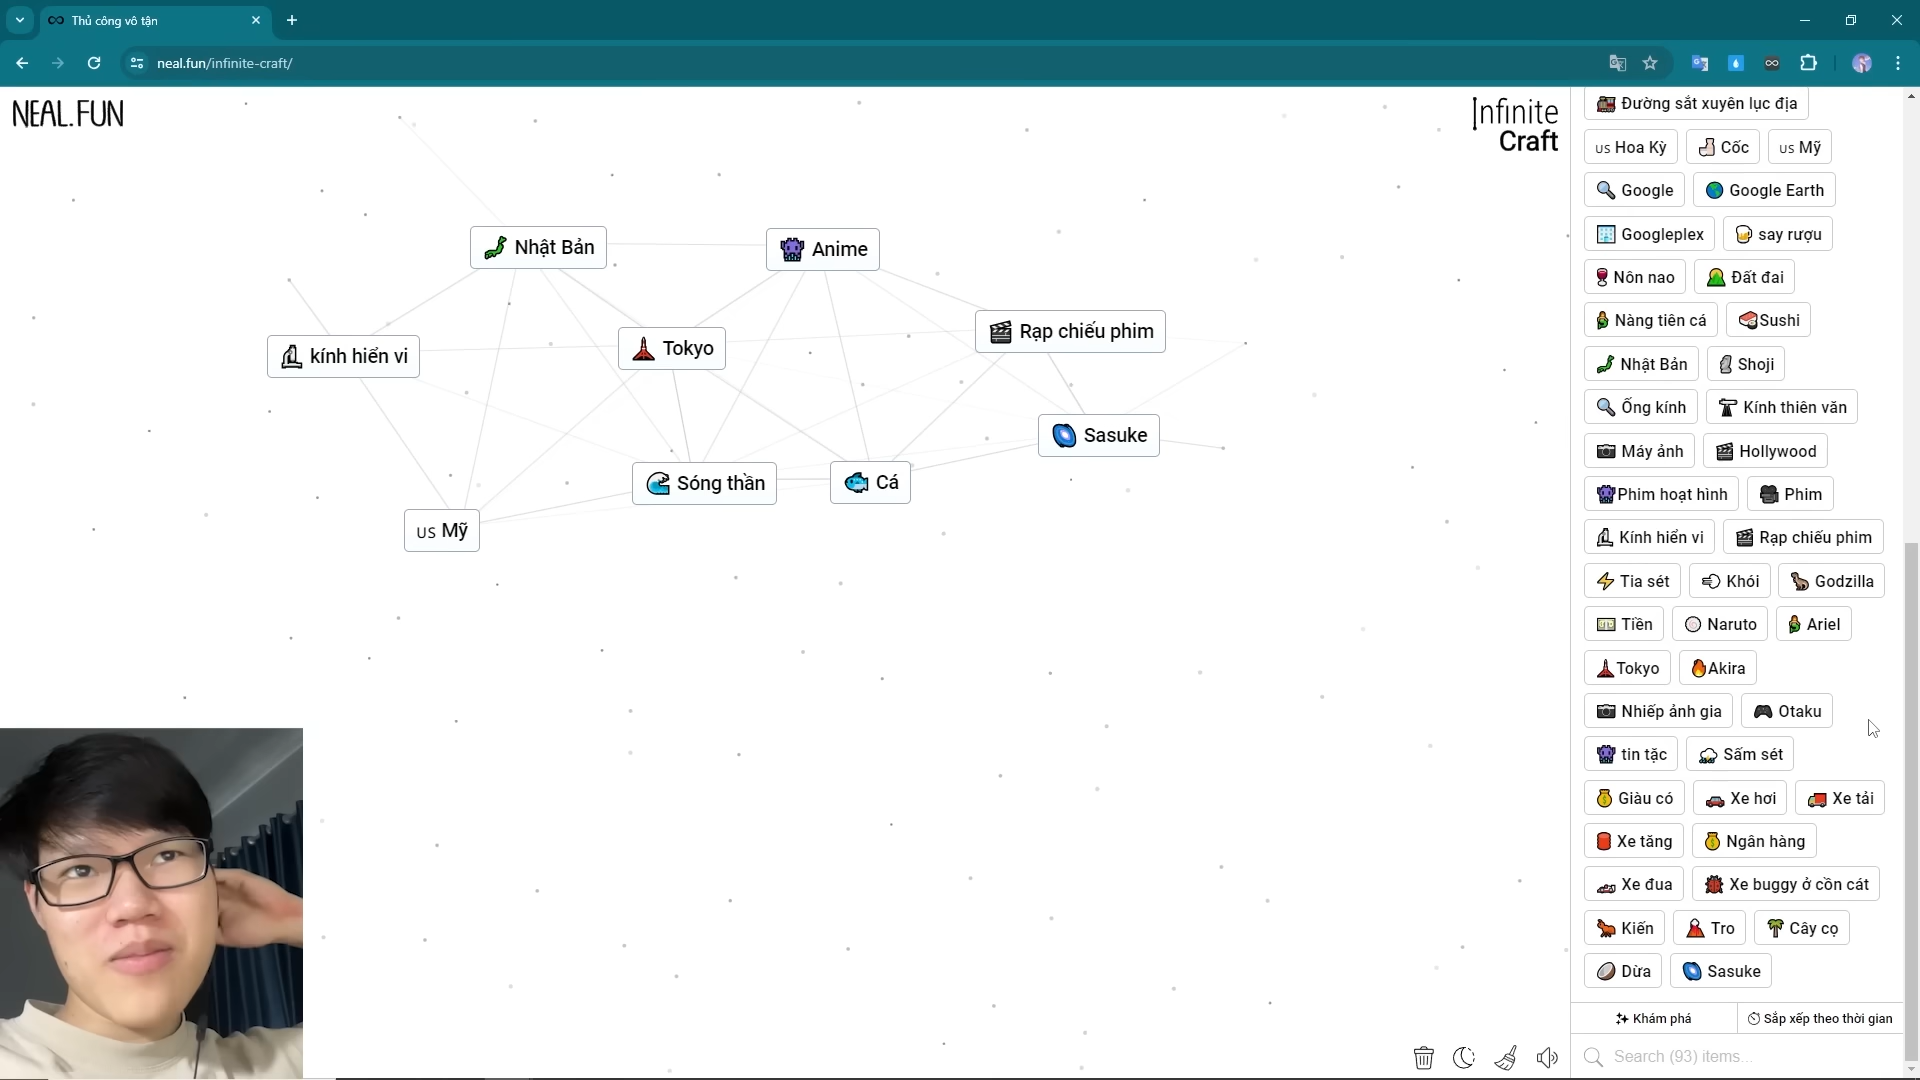 Thủ công vô tận
neal.fun/infinite-craft/
NEAL.FUN
Infinite
Craft
Nhật Bản
Anime
Rạp chiếu phim
kính hiển vi
Tokyo
Sasuke
Sóng thần
Cá
US Mỹ
Đường sắt xuyên lục địa
US Hoa Kỳ
Cốc
US Mỹ
Google
Google Earth
Googleplex
say rượu
Nôn nao
Đất đai
Nàng tiên cá
Sushi
Nhật Bản
Shoji
Ống kính
Kính thiên văn
Máy ảnh
Hollywood
Phim hoạt hình
Phim
Kính hiển vi
Rạp chiếu phim
Tia sét
Khói
Godzilla
Tiền
Naruto
Ariel
Tokyo
Akira
Nhiếp ảnh gia
Otaku
tin tặc
Sấm sét
Giàu có
Xe hơi
Xe tải
Xe tăng
Ngân hàng
Xe đua
Xe buggy ở cồn cát
Kiến
Tro
Cây cọ
Dừa
Sasuke
Khám phá
Sắp xếp theo thời gian
Search (93) items...